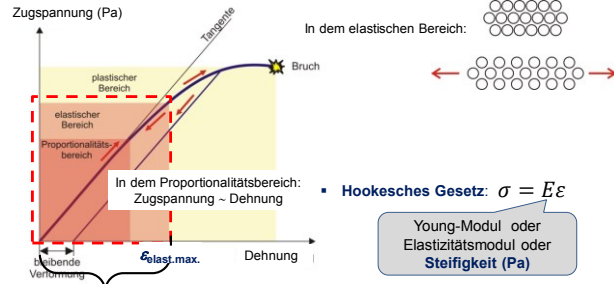 Zugspannung (Pa)
Tangente
In dem elastischen Bereich:
plastischer
Bereich
Bruch
elastischer
Bereich
Proportionalitäts-
bereich
In dem Proportionalitätsbereich:
Zugspannung ~ Dehnung
▪ Hookesches Gesetz: σ = Eε
Young-Modul oder
Elastizitätsmodul oder
Steifigkeit (Pa)
εelast.max.
Dehnung
bleibende
Verformung